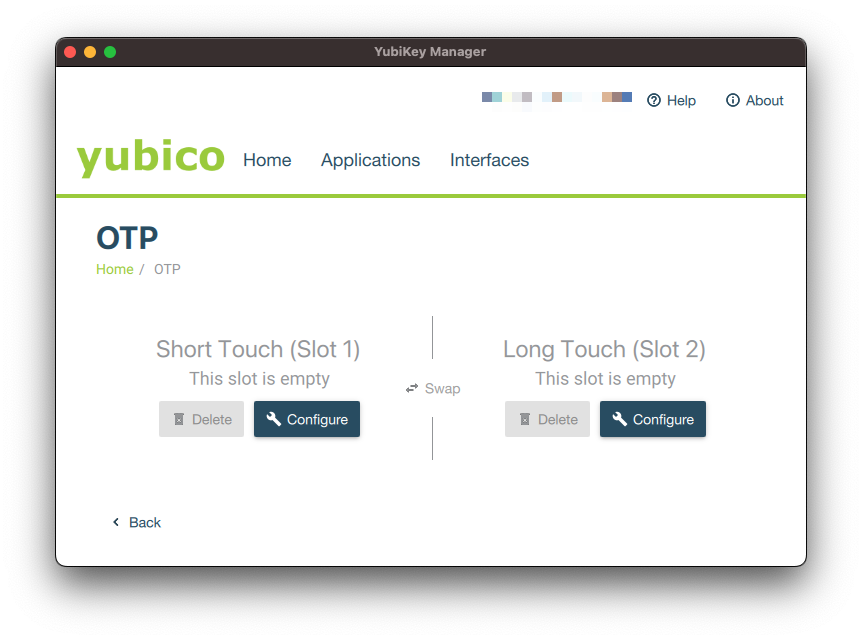 YubiKey Manager
Help
About
yubico
Home Applications Interfaces
OTP
Home / OTP
Short Touch (Slot 1)
This slot is empty
Delete Configure
Swap
Long Touch (Slot 2)
This slot is empty
Delete Configure
Back